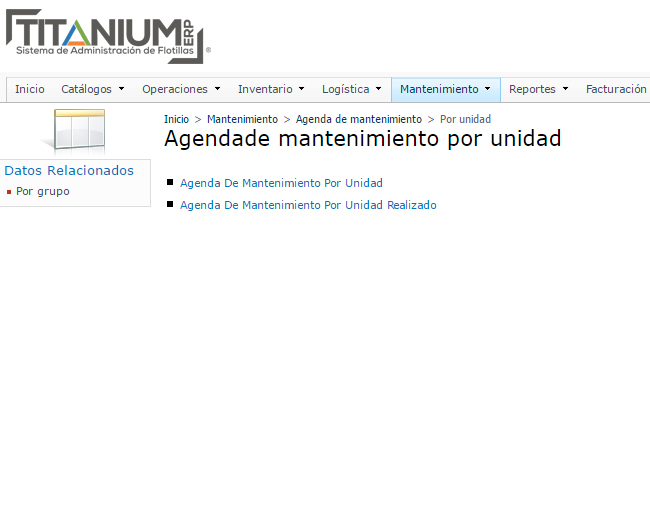 TITANIUM ERP
Sistema de Administración de Flotillas ®
Inicio Catálogos Operaciones Inventario Logística Mantenimiento Reportes Facturación
Inicio > Mantenimiento > Agenda de mantenimiento > Por unidad
Agendade mantenimiento por unidad
Datos Relacionados
Por grupo
Agenda De Mantenimiento Por Unidad
Agenda De Mantenimiento Por Unidad Realizado